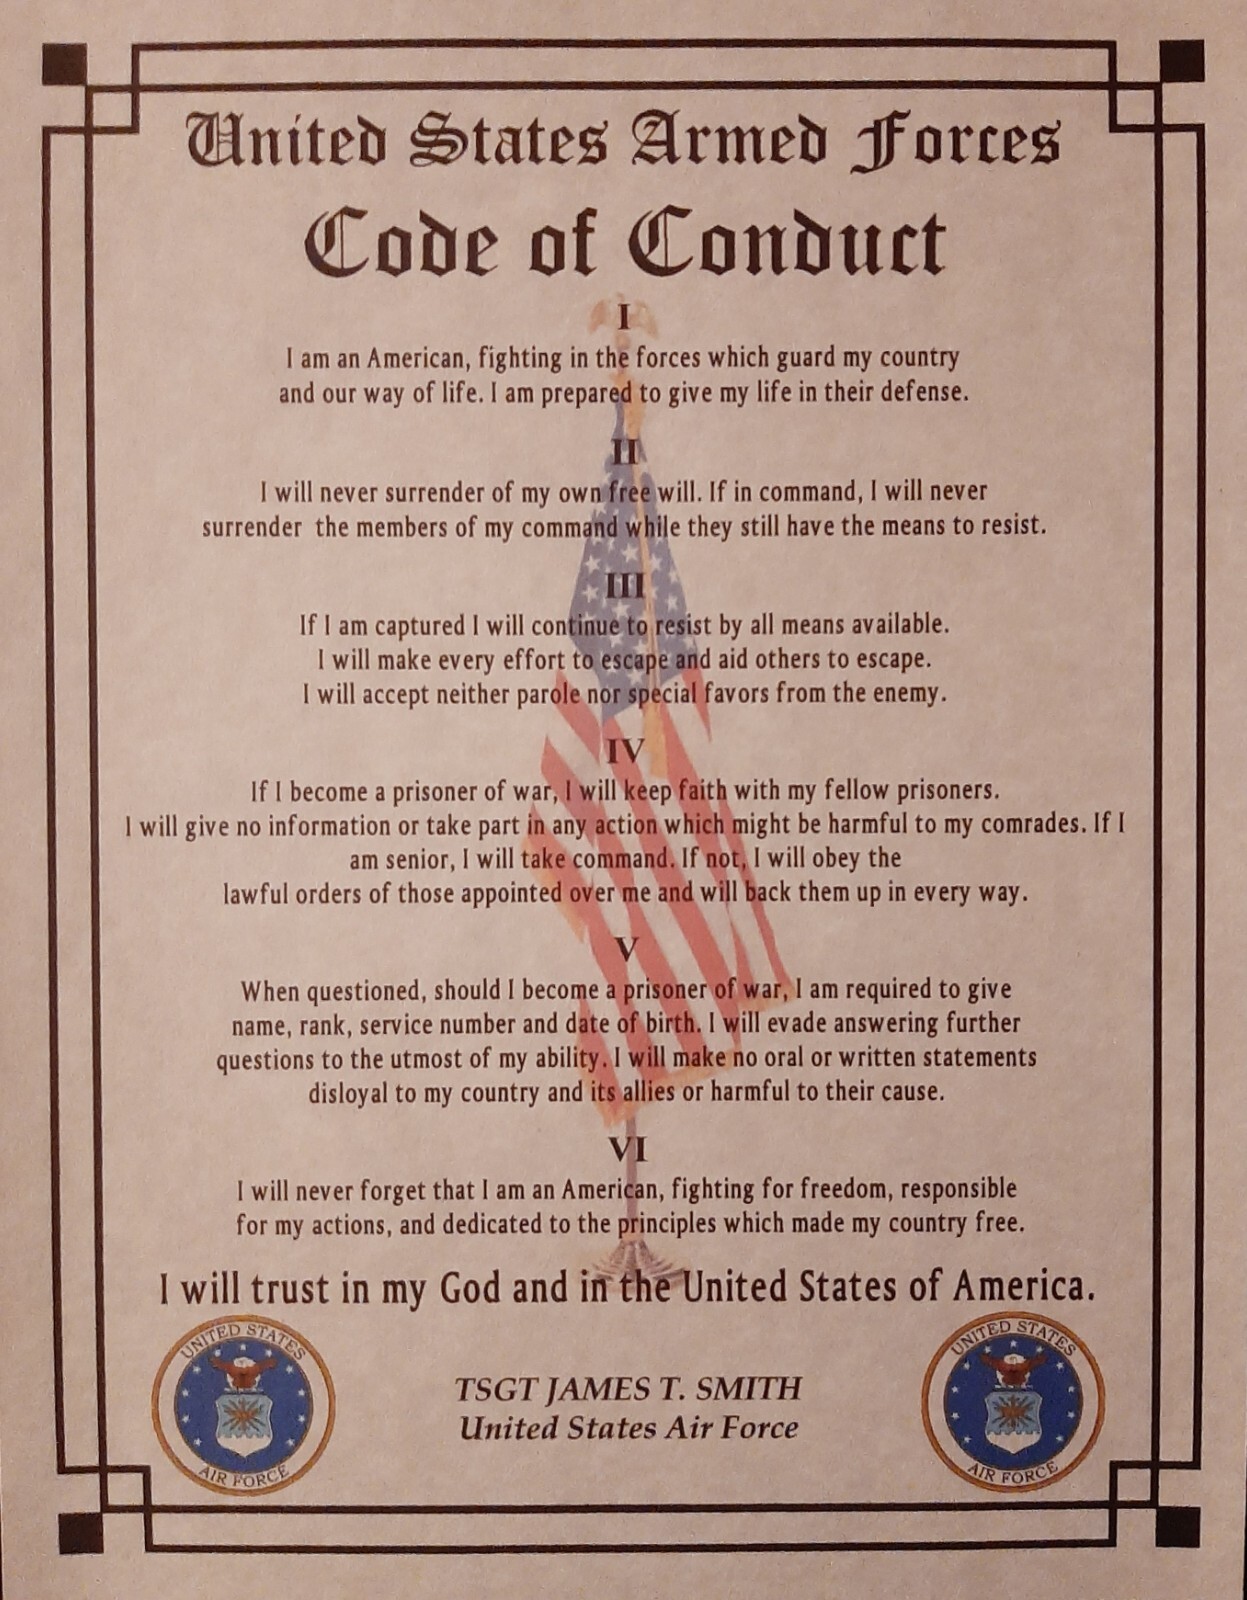 United States Armed Forces
Code of Conduct
I
I am an American, fighting in the forces which guard my country
and our way of life. I am prepared to give my life in their defense.
II
I will never surrender of my own free will. If in command, I will never
surrender the members of my command while they still have the means to resist.
III
If I am captured I will continue to resist by all means available.
I will make every effort to escape and aid others to escape.
I will accept neither parole nor special favors from the enemy.
IV
If I become a prisoner of war, I will keep faith with my fellow prisoners.
I will give no information or take part in any action which might be harmful to my comrades. If I
am senior, I will take command. If not, I will obey the
lawful orders of those appointed over me and will back them up in every way.
V
When questioned, should I become a prisoner of war, I am required to give
name, rank, service number and date of birth. I will evade answering further
questions to the utmost of my ability. I will make no oral or written statements
disloyal to my country and its allies or harmful to their cause.
VI
I will never forget that I am an American, fighting for freedom, responsible
for my actions, and dedicated to the principles which made my country free.
I will trust in my God and in the United States of America.
UNITED STATES
AIR FORCE
TSGT JAMES T. SMITH
United States Air Force
UNITED STATES
AIR FORCE